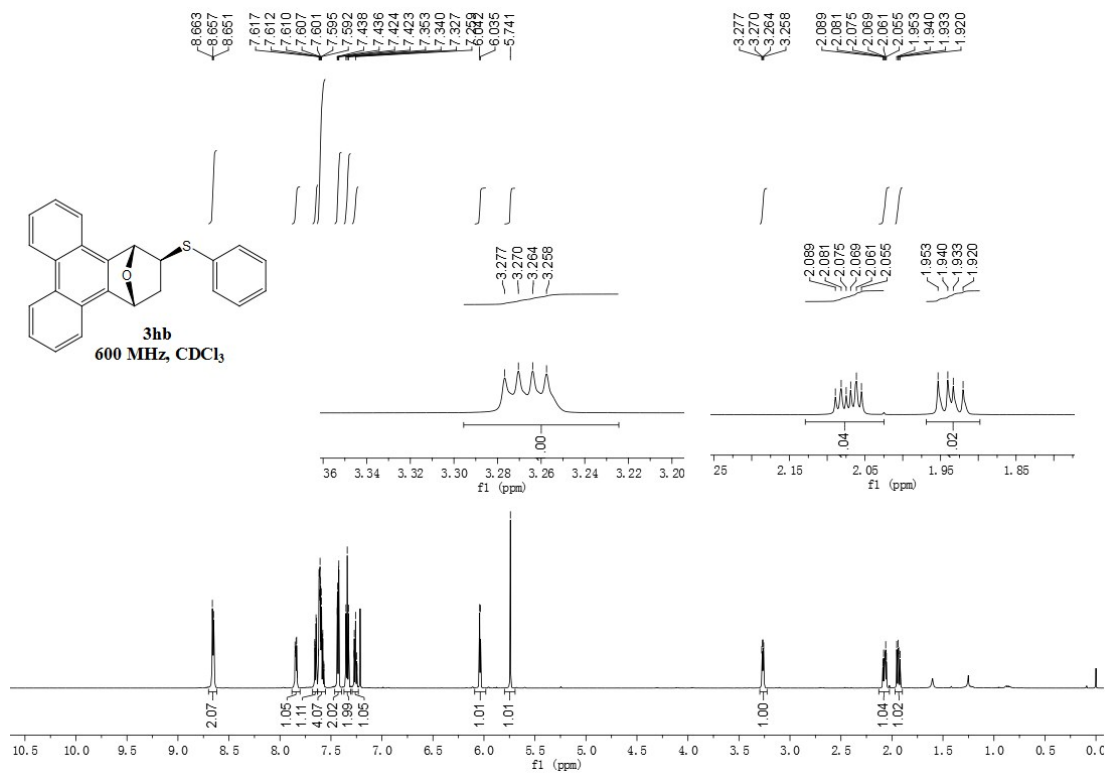 8.663 8.657 8.651 7.617 7.612 7.610 7.607 7.601 7.595 7.592 7.438 7.436 7.424 7.423 7.353 7.340 7.327 7.259 6.042 6.035 5.741 3.277 3.270 3.264 3.258 2.089 2.081 2.075 2.069 2.061 2.055 1.953 1.940 1.933 1.920
S
O
3hb
600 MHz, CDCl₃
3.277 3.270 3.264 3.258
2.089 2.081 2.075 2.069 2.061 2.055 1.953 1.940 1.933 1.920
.00
.04 .02
36 3.34 3.32 3.30 3.28 3.26 3.24 3.22 3.20
f1 (ppm)
25 2.15 2.05 1.95 1.85
f1 (ppm)
2.07 1.05 1.11 4.07 2.02 1.99 1.05 1.01 1.01 1.00 1.04 1.02
10.5 10.0 9.5 9.0 8.5 8.0 7.5 7.0 6.5 6.0 5.5 5.0 4.5 4.0 3.5 3.0 2.5 2.0 1.5 1.0 0.5 0.
f1 (ppm)